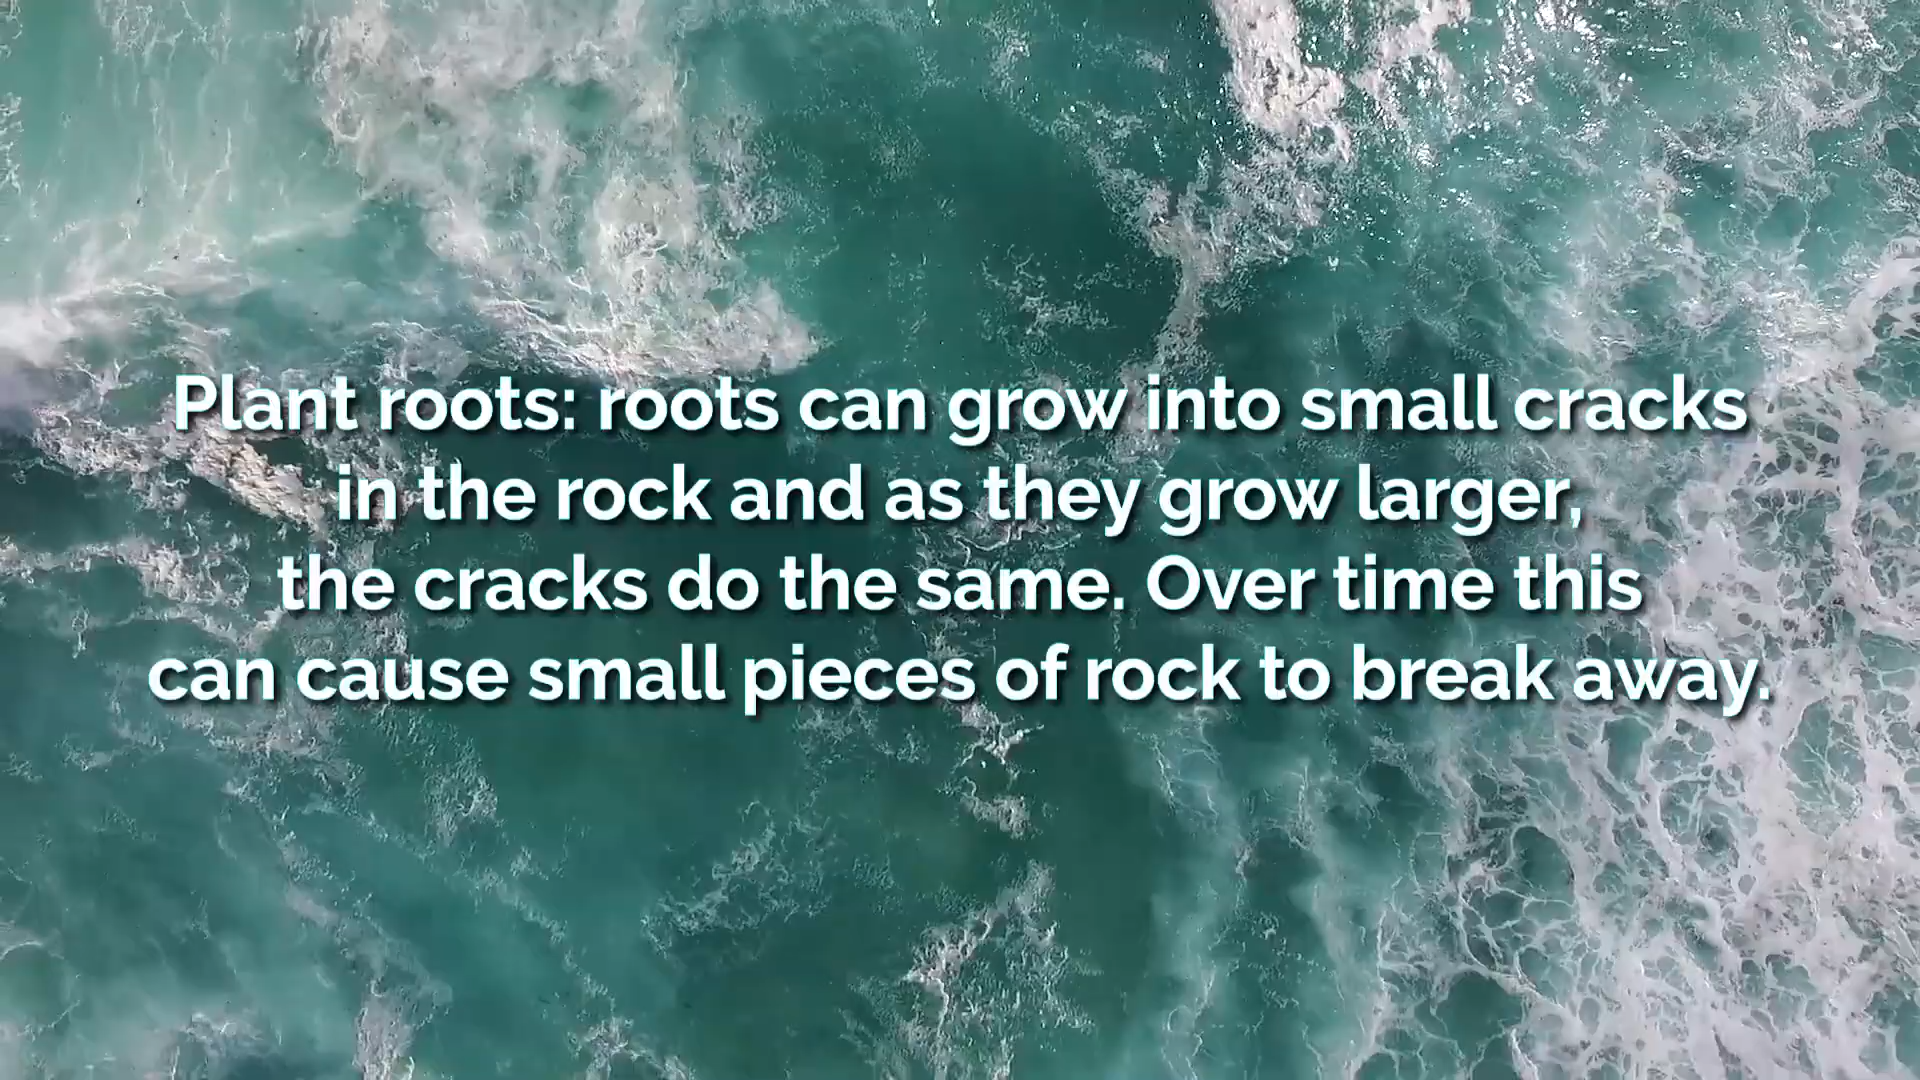 Plant roots: roots can grow into small cracks
in the rock and as they grow larger,
the cracks do the same. Over time this
can cause small pieces of rock to break away.